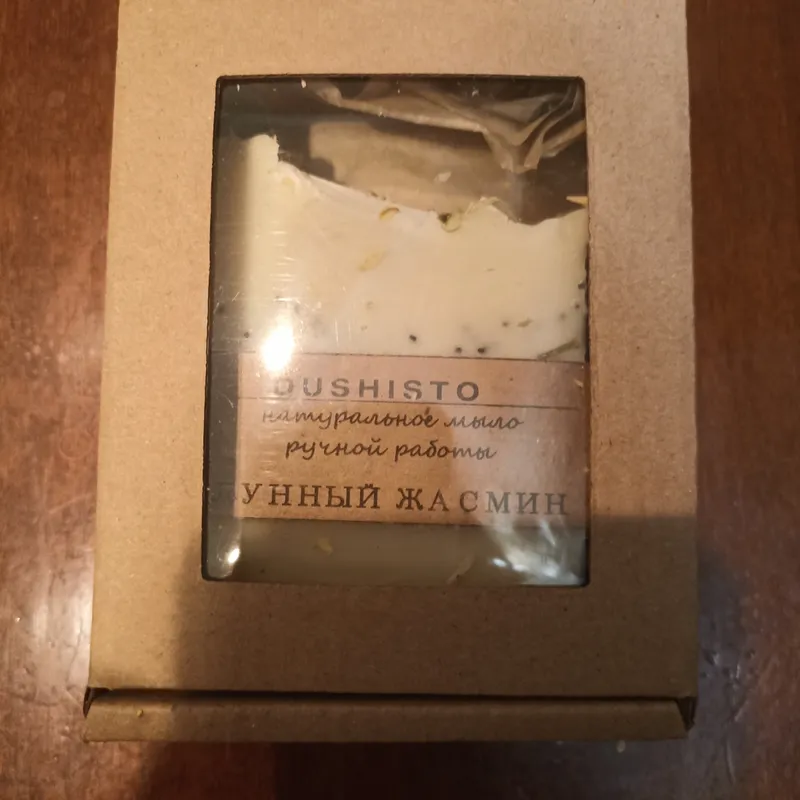 DUSHISTO
натуральное мыло
ручной работы
УННЫЙ ЖАСМИН